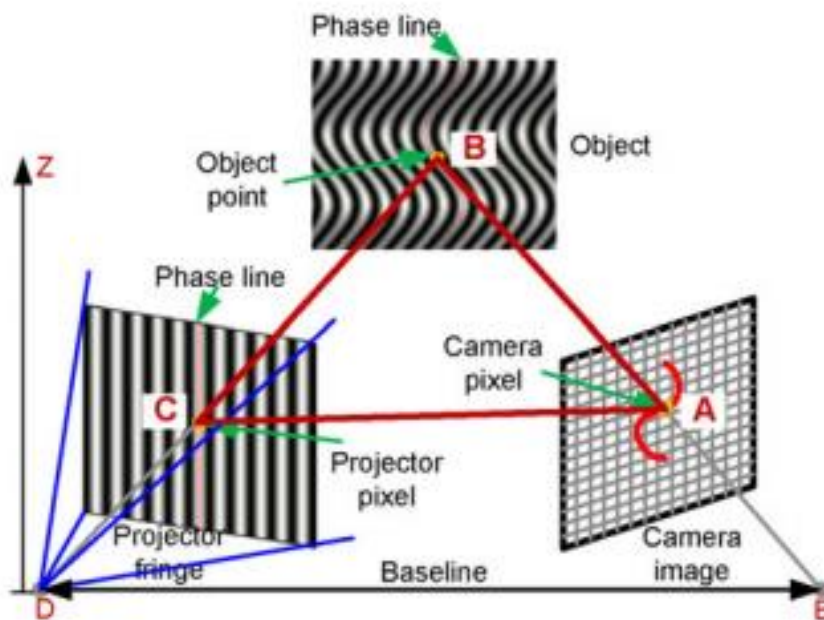 Phase line
B
Object
Object
point
Z
Phase line
Camera
pixel
C
A
Projector
pixel
Projector
fringe
Baseline
Camera
image
D
E